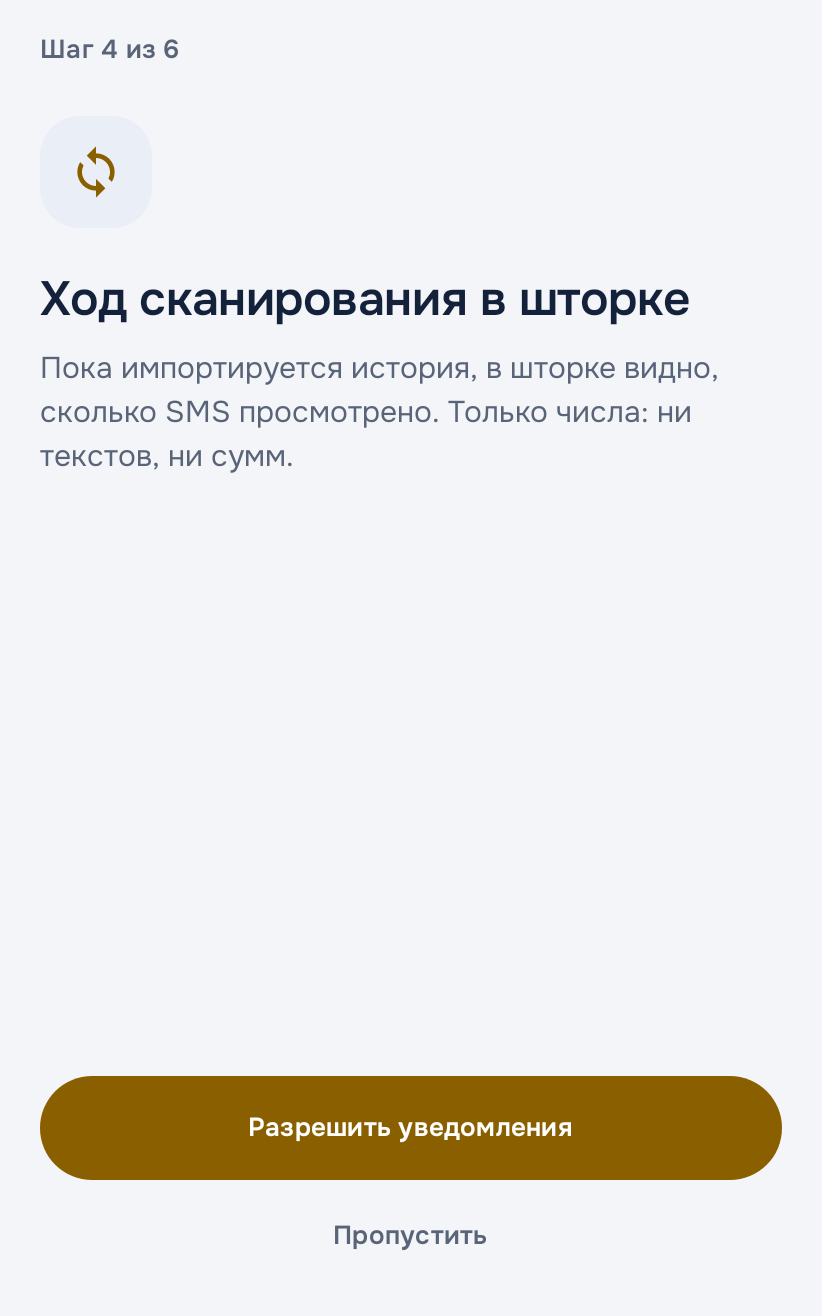 Шаг 4 из 6
Ход сканирования в шторке
Пока импортируется история, в шторке видно,
сколько SMS просмотрено. Только числа: ни
текстов, ни сумм.
Разрешить уведомления
Пропустить